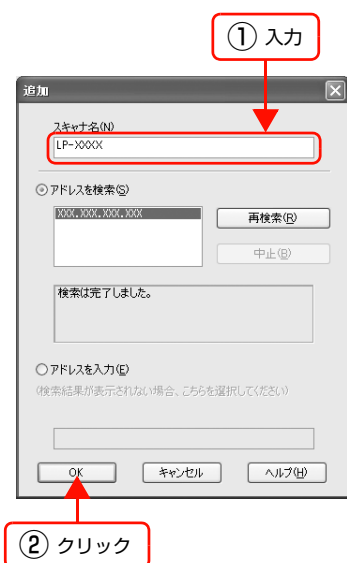 ① 入力
追加
スキャナ名(N)
LP-XXXX
アドレスを検索(S)
XXX.XXX.XXX.XXX
再検索(R)
中止(B)
検索は完了しました。
アドレスを入力(E)
(検索結果が表示されない場合、こちらを選択してください)
OK キャンセル ヘルプ(H)
② クリック